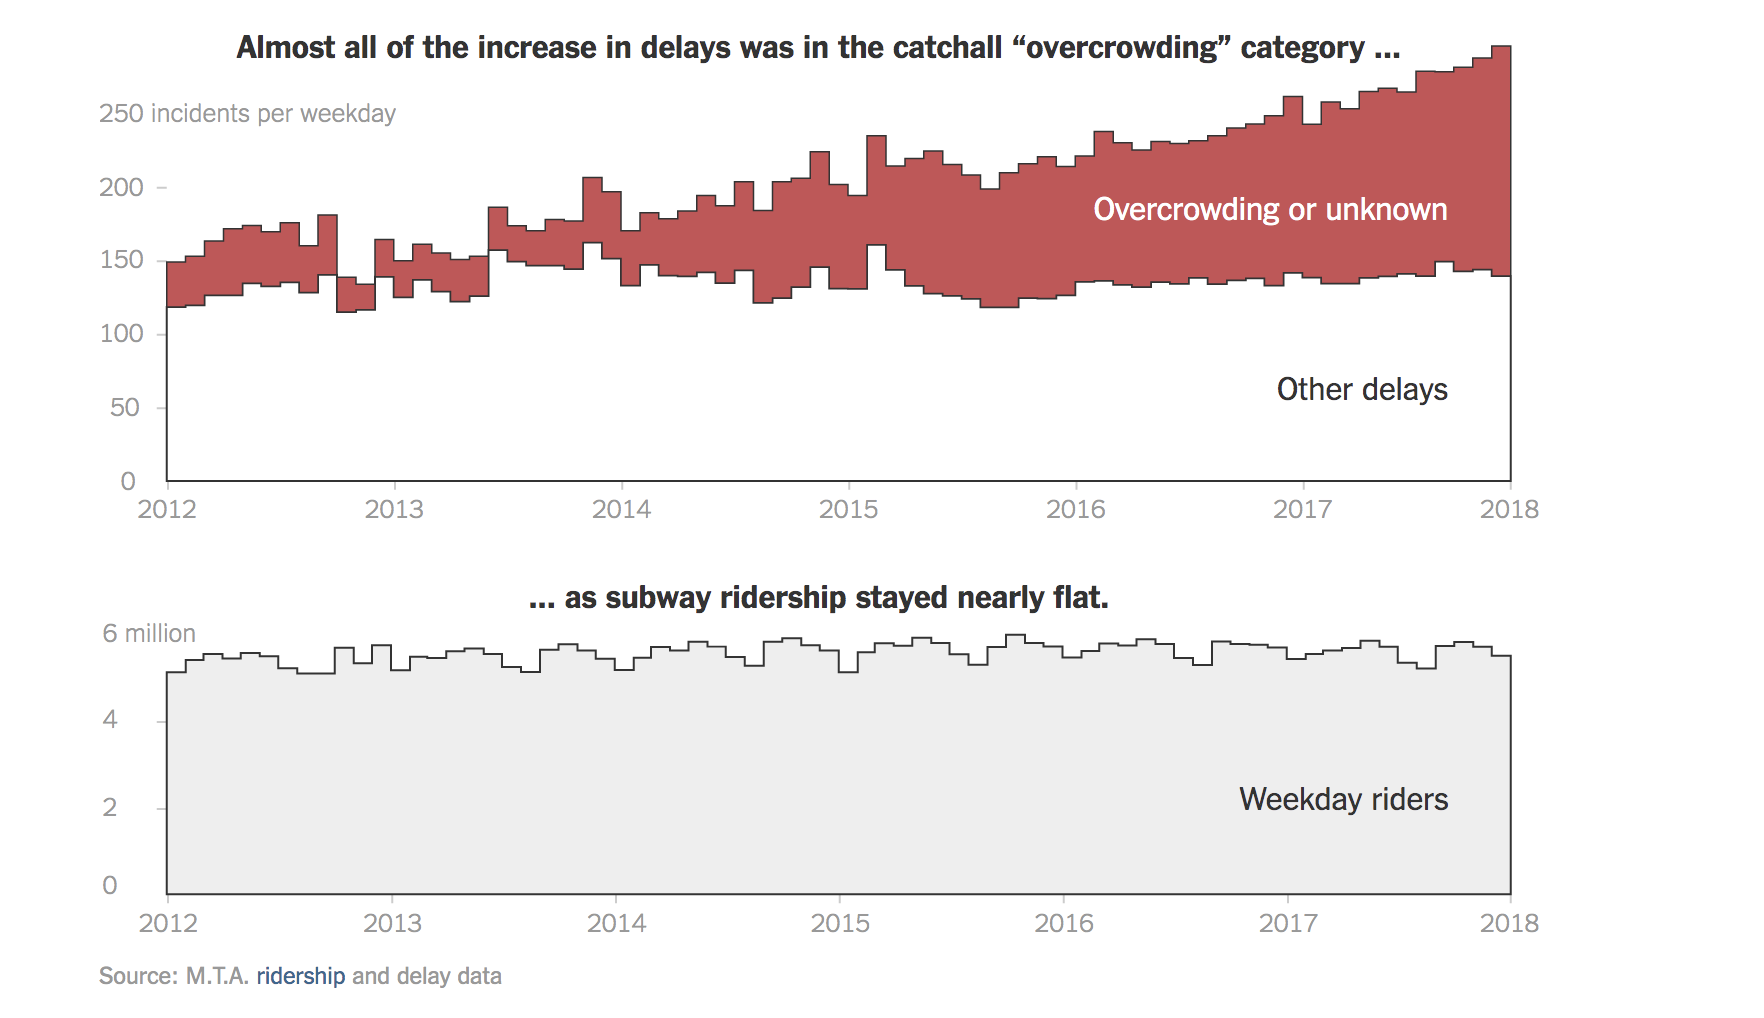 Almost all of the increase in delays was in the catchall “overcrowding” category ...
250 incidents per weekday
200
150
100
50
0
Overcrowding or unknown
Other delays
2012 2013 2014 2015 2016 2017 2018
... as subway ridership stayed nearly flat.
6 million
4
2
0
Weekday riders
2012 2013 2014 2015 2016 2017 2018
Source: M.T.A. ridership and delay data